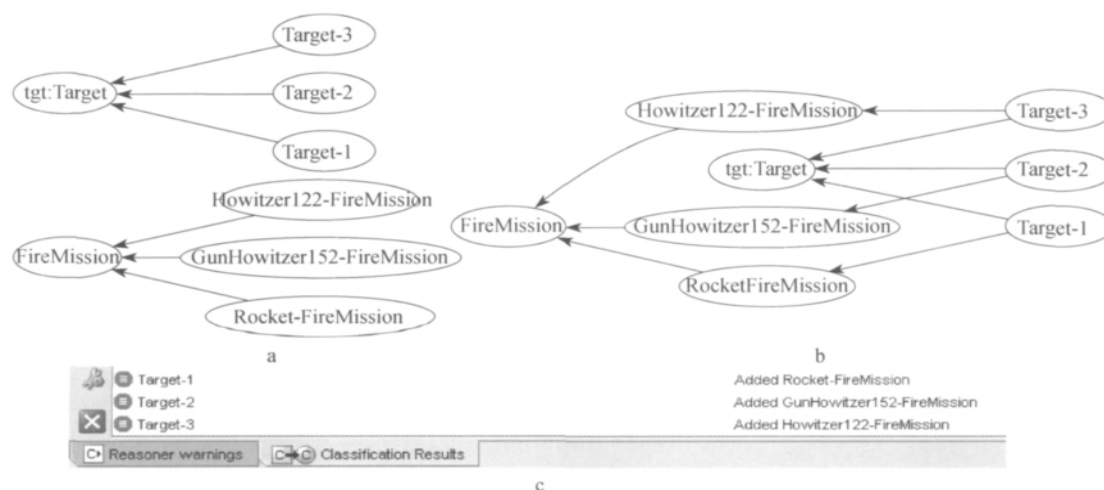 Target-3
tgt:Target
Target-2
Target-1
Howitzer122-FireMission
FireMission
GunHowitzer152-FireMission
Rocket-FireMission
a
Howitzer122-FireMission
Target-3
tgt:Target
Target-2
FireMission
GunHowitzer152-FireMission
Target-1
RocketFireMission
b
Target-1 Added Rocket-FireMission
Target-2 Added GunHowitzer152-FireMission
Target-3 Added Howitzer122-FireMission
C Reasoner warnings C C Classification Results
c